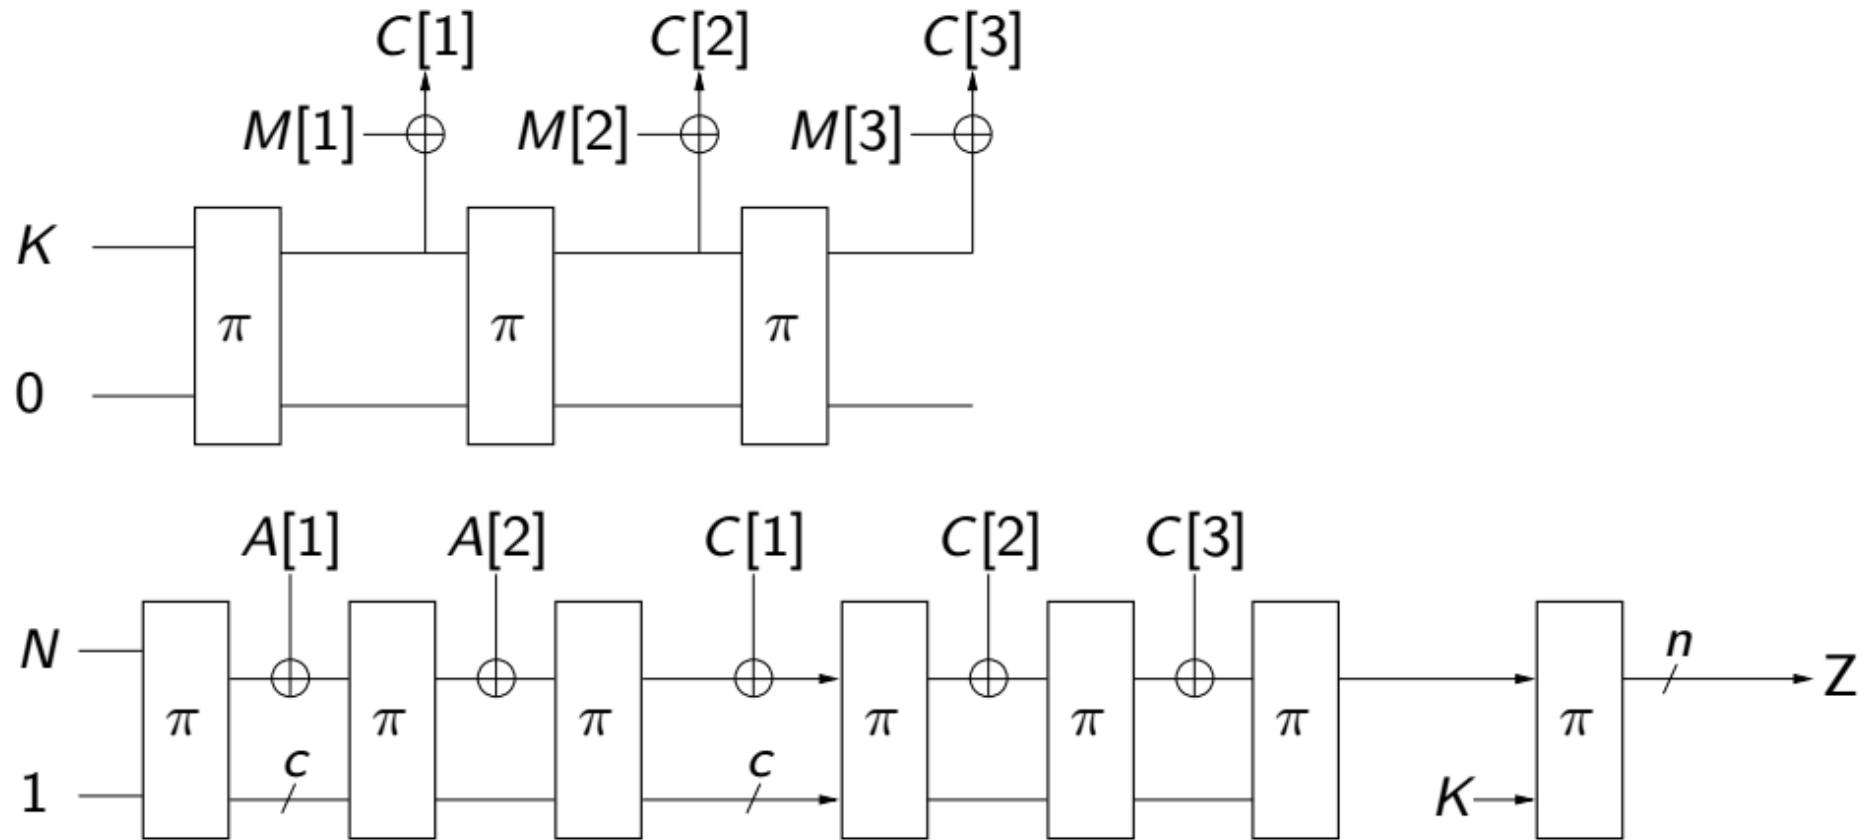 C[1] C[2] C[3]
M[1] M[2] M[3]
K
π π π
0
A[1] A[2] C[1] C[2] C[3]
N n
Z
π π π π π π π
c c
1 K